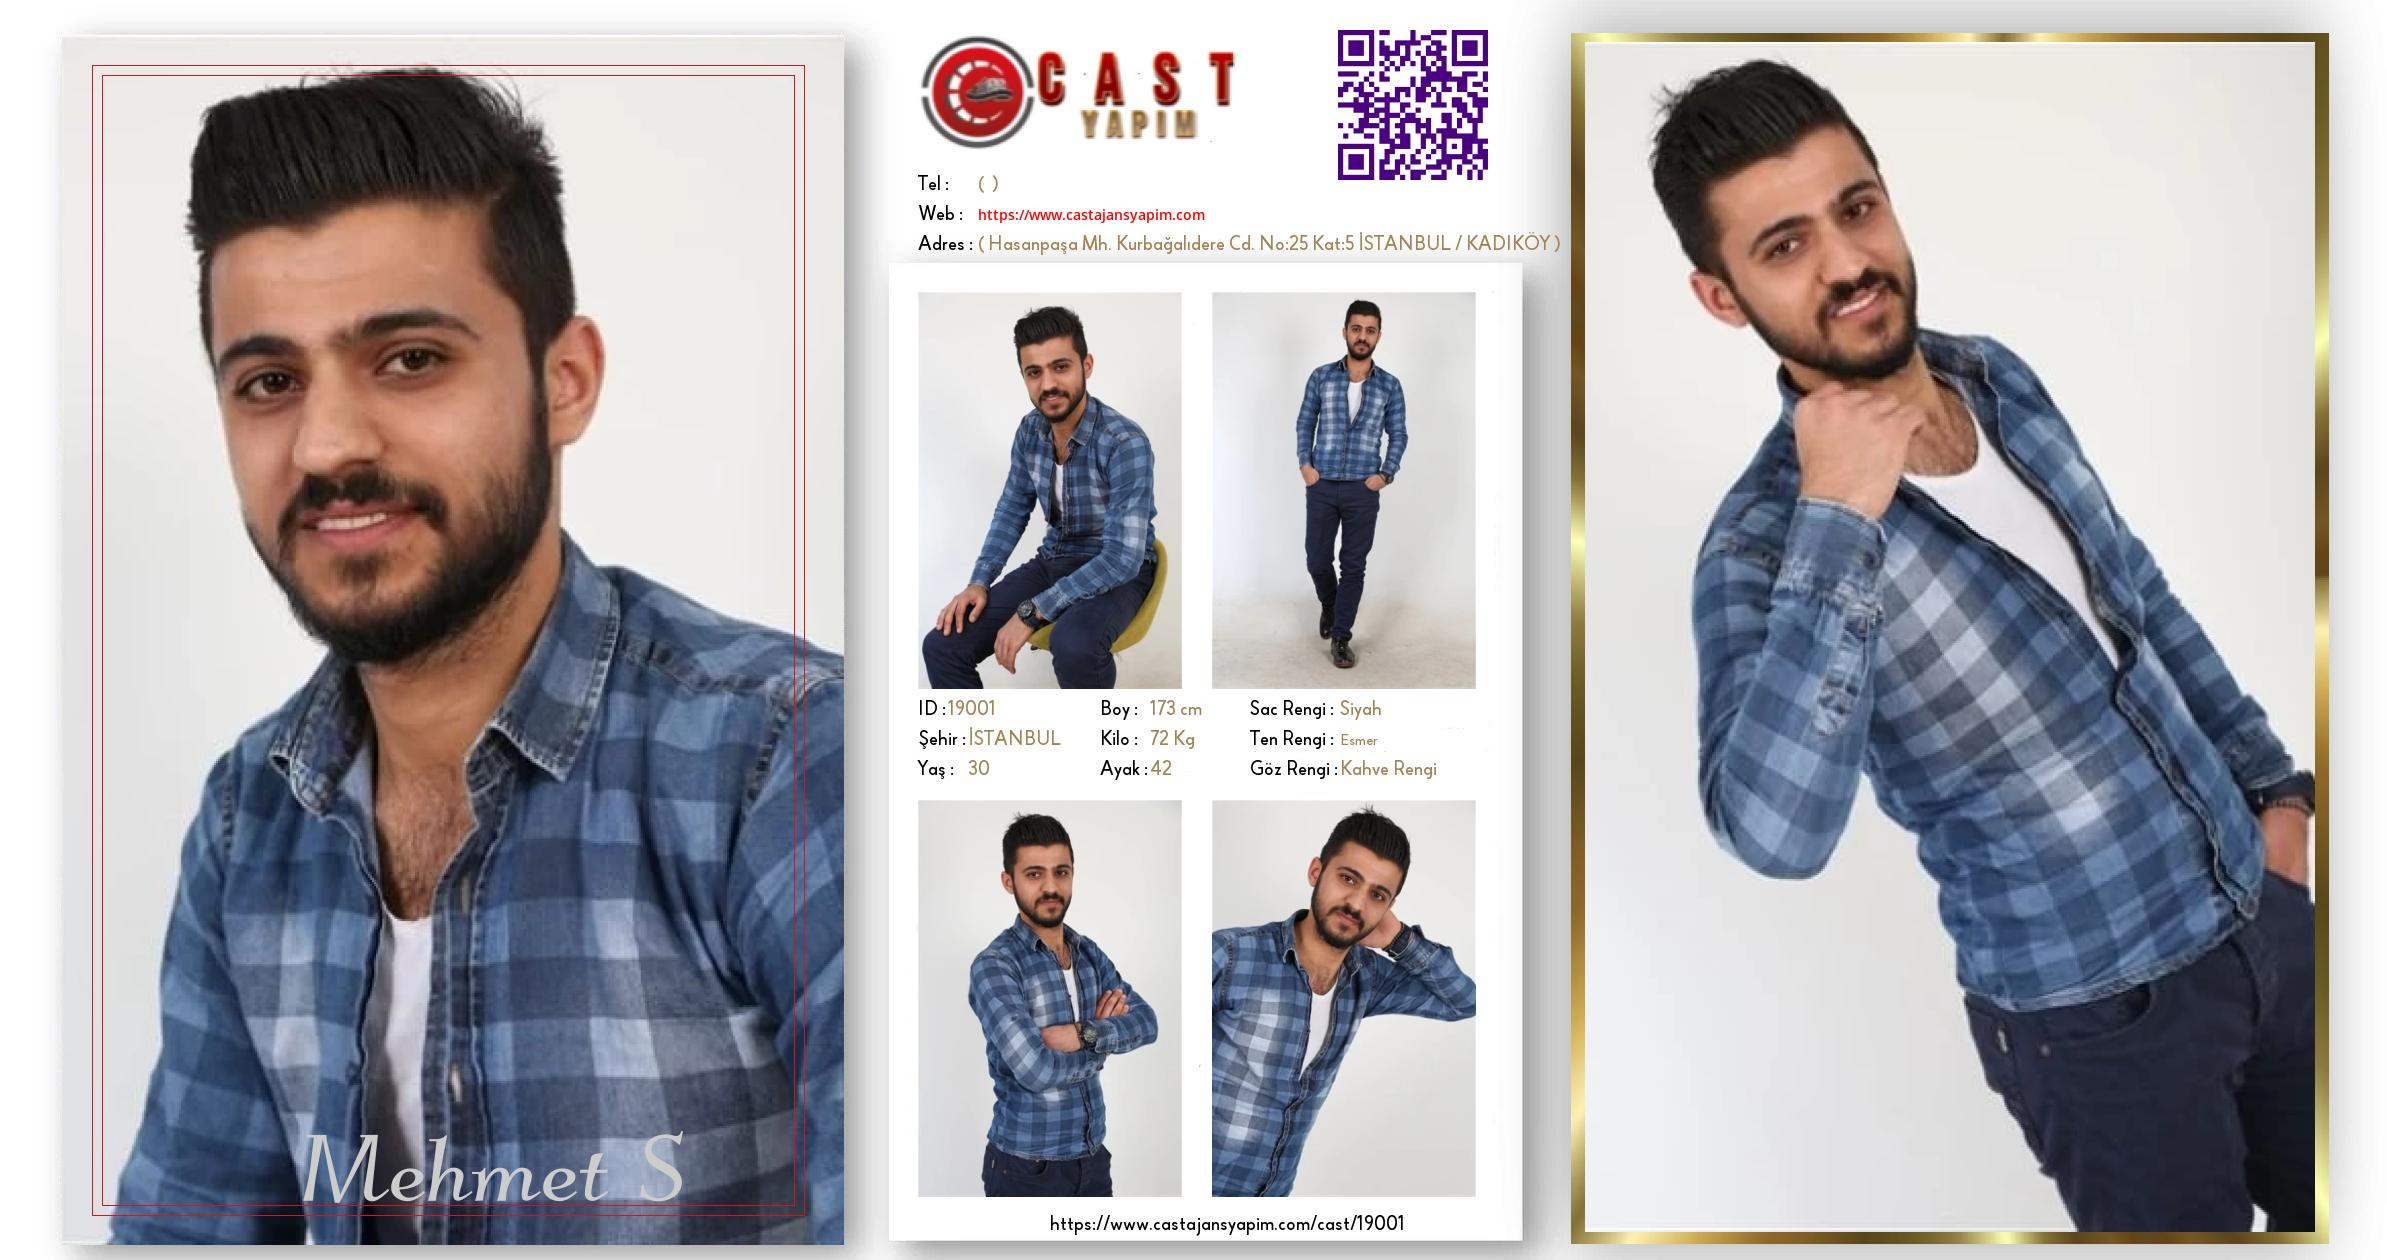 Mehmet S
CAST
YAPIM
Tel : ( )
Web : https://www.castajansyapim.com
Adres : ( Hasanpaşa Mh. Kurbağalıdere Cd. No:25 Kat:5 İSTANBUL / KADIKÖY )
ID : 19001 Boy : 173 cm Sac Rengi : Siyah
Şehir : İSTANBUL Kilo : 72 Kg Ten Rengi : Esmer
Yaş : 30 Ayak : 42 Göz Rengi : Kahve Rengi
https://www.castajansyapim.com/cast/19001